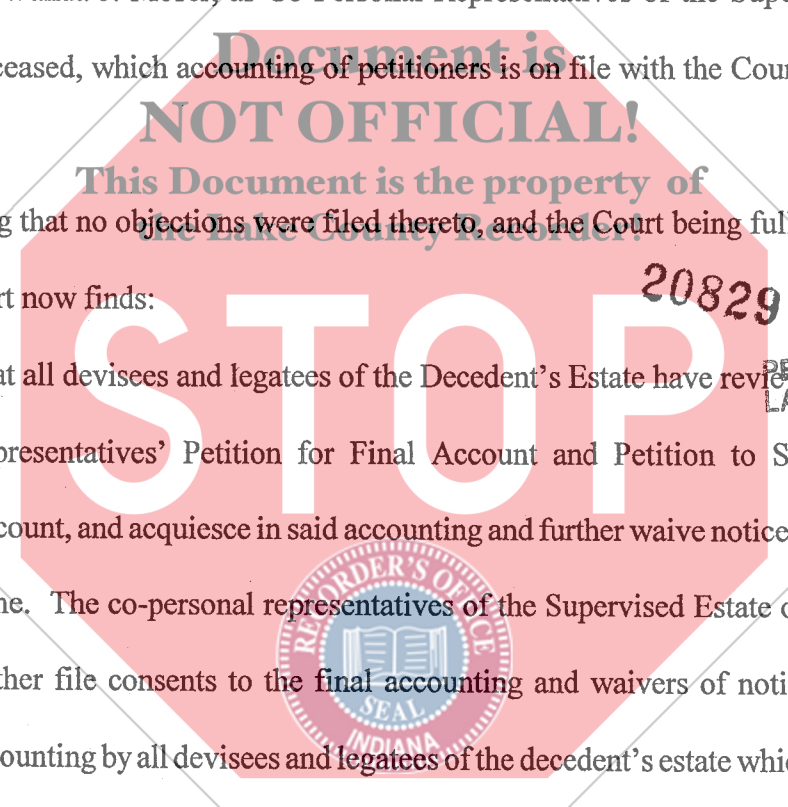 Document is
ceased, which accounting of petitioners is on file with the Cour
NOT OFFICIAL!
This Document is the property of
g that no objections were filed thereto, and the Court being full
the Lake County Recorder!
rt now finds:
20829
STOP
at all devisees and legatees of the Decedent's Estate have revie
presentatives' Petition for Final Account and Petition to S
count, and acquiesce in said accounting and further waive notice
ne. The co-personal representatives of the Supervised Estate o
ther file consents to the final accounting and waivers of noti
ounting by all devisees and legatees of the decedent's estate whic
RECORDER'S OFFICE
SEAL
INDIANA